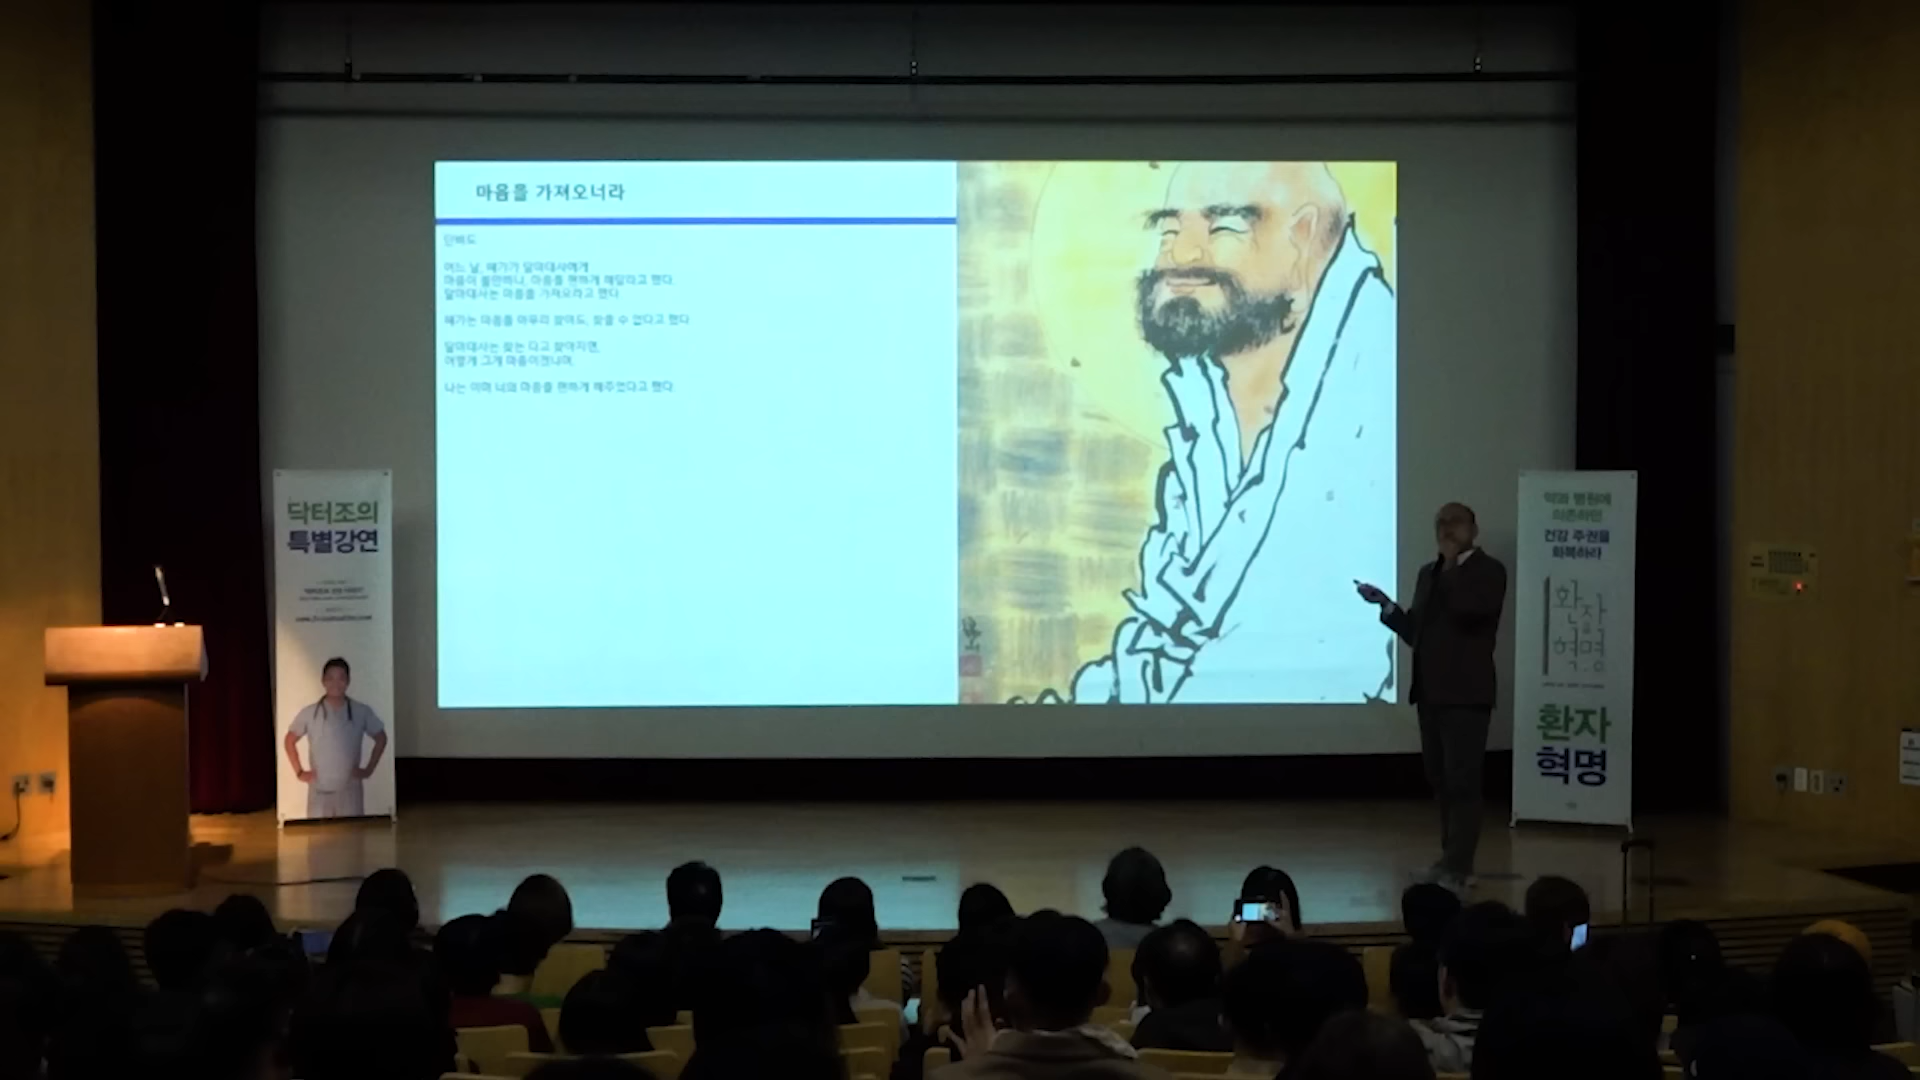 마음을 가져오너라
단비도
어느 날, 혜가가 달마대사에게
마음이 불안하니, 마음을 편하게 해달라고 했다.
달마대사는 마음을 가져오라고 했다.
혜가는 마음을 아무리 찾아도, 찾을 수 없다고 했다.
달마대사는 찾는 다고 찾아지면,
어떻게 그게 마음이겠냐며,
나는 이미 너의 마음을 편하게 해주었다고 했다.
닥터조의
특별강연
약과 병원에
의존하던
건강 주권을
회복하라
환자
혁명
환자
혁명